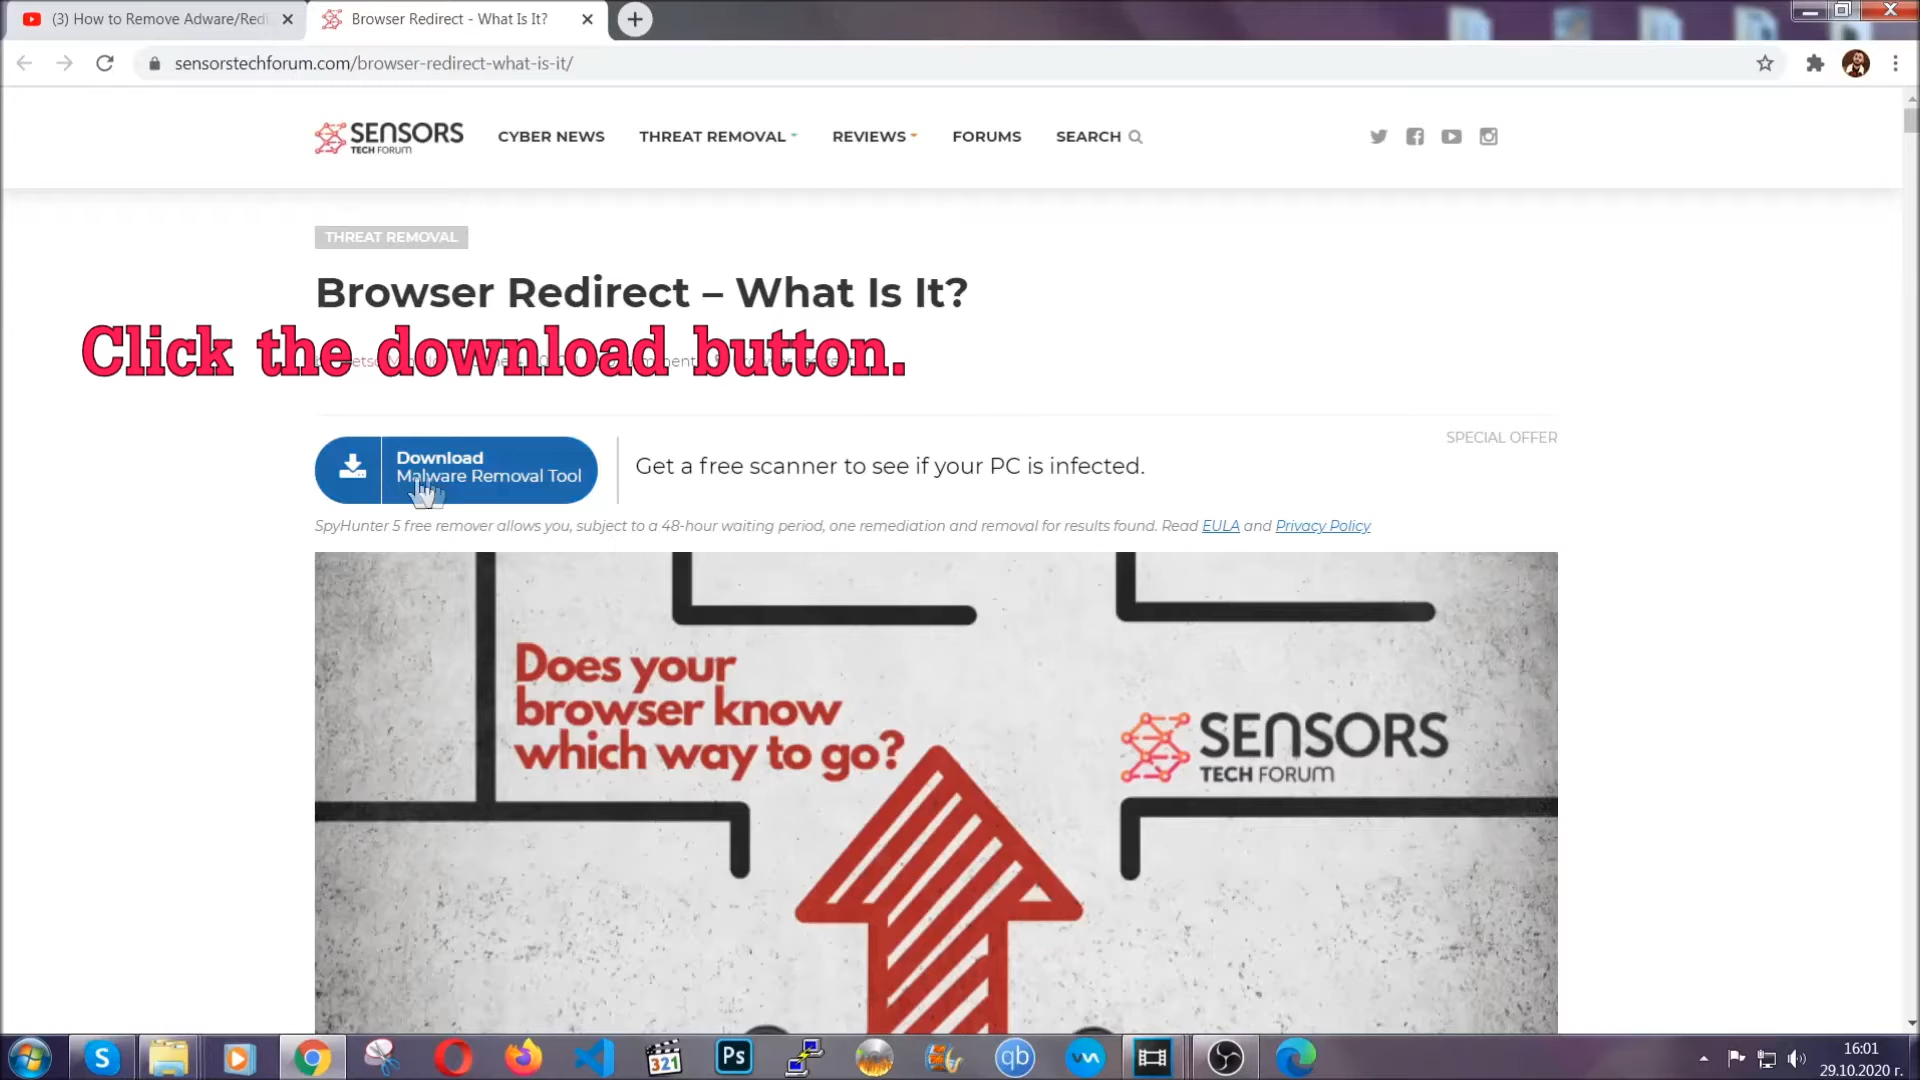 (3) How to Remove Adware/Redi
Browser Redirect - What Is It?
sensorstechforum.com/browser-redirect-what-is-it/
SENSORS
TECH FORUM
CYBER NEWS
THREAT REMOVAL
REVIEWS
FORUMS
SEARCH
THREAT REMOVAL
Browser Redirect – What Is It?
Click the download button.
SPECIAL OFFER
Download
Malware Removal Tool
Get a free scanner to see if your PC is infected.
SpyHunter 5 free remover allows you, subject to a 48-hour waiting period, one remediation and removal for results found. Read EULA and Privacy Policy
Does your
browser know
which way to go?
SENSORS
TECH FORUM
S
321
Ps
qb
16:01
29.10.2020 г.